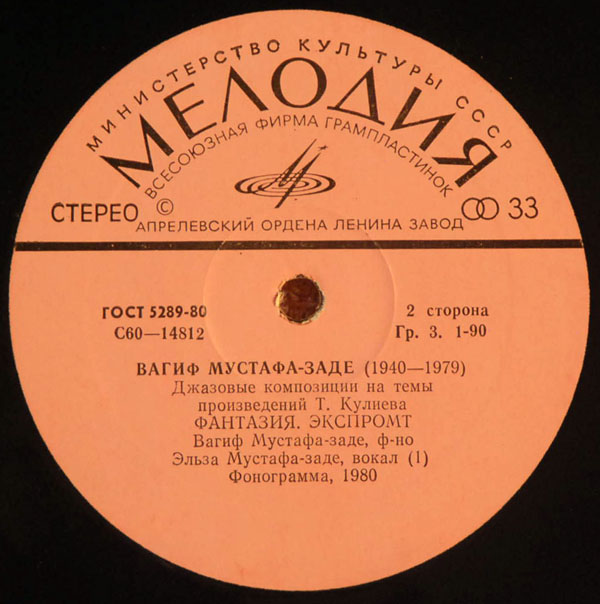 МИНИСТЕРСТВО КУЛЬТУРЫ СССР
МЕЛОДИЯ
ВСЕСОЮЗНАЯ ФИРМА ГРАМПЛАСТИНОК
СТЕРЕО © 33
АПРЕЛЕВСКИЙ ОРДЕНА ЛЕНИНА ЗАВОД
ГОСТ 5289-80
С60—14812
2 сторона
Гр. 3. 1-90
ВАГИФ МУСТАФА-ЗАДЕ (1940—1979)
Джазовые композиции на темы
произведений Т. Кулиева
ФАНТАЗИЯ. ЭКСПРОМТ
Вагиф Мустафа-заде, ф-но
Эльза Мустафа-заде, вокал (1)
Фонограмма, 1980